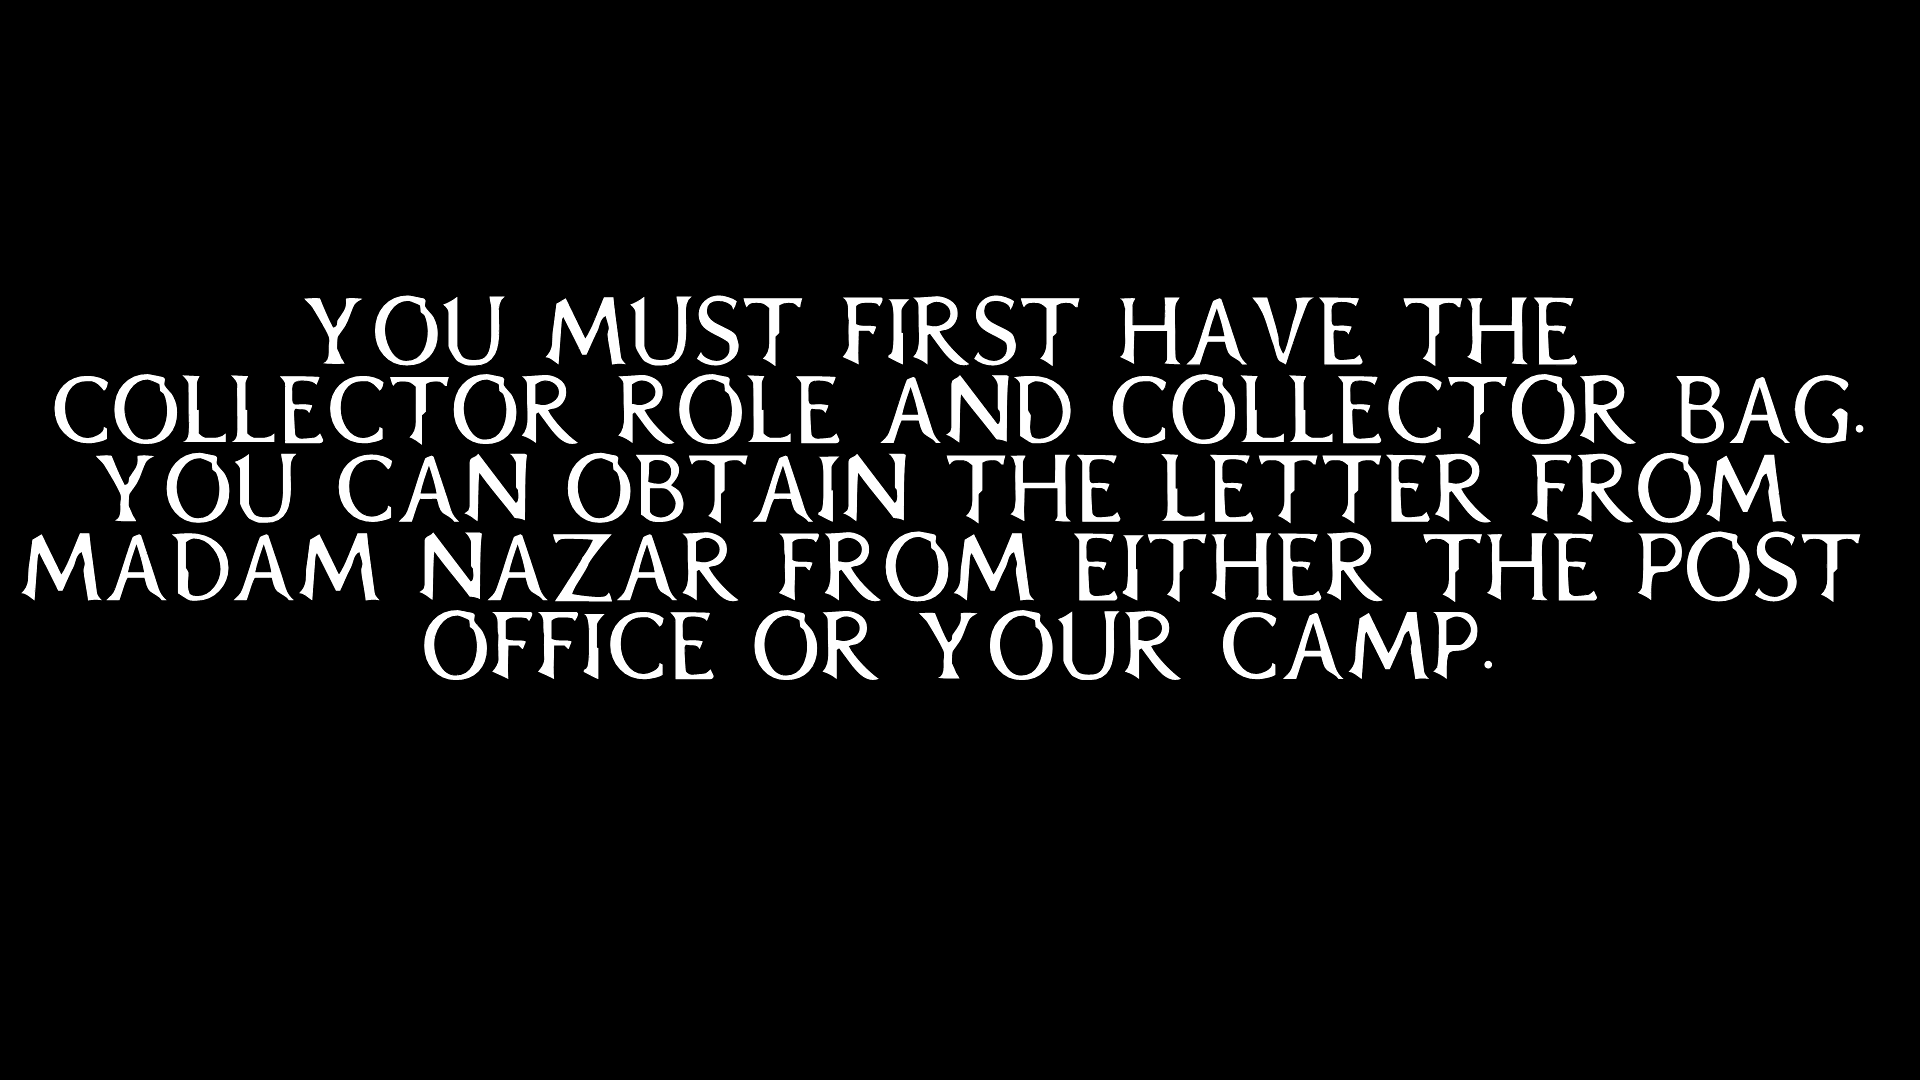 YOU MUST FIRST HAVE THE
COLLECTOR ROLE AND COLLECTOR BAG.
YOU CAN OBTAIN THE LETTER FROM
MADAM NAZAR FROM EITHER THE POST
OFFICE OR YOUR CAMP.